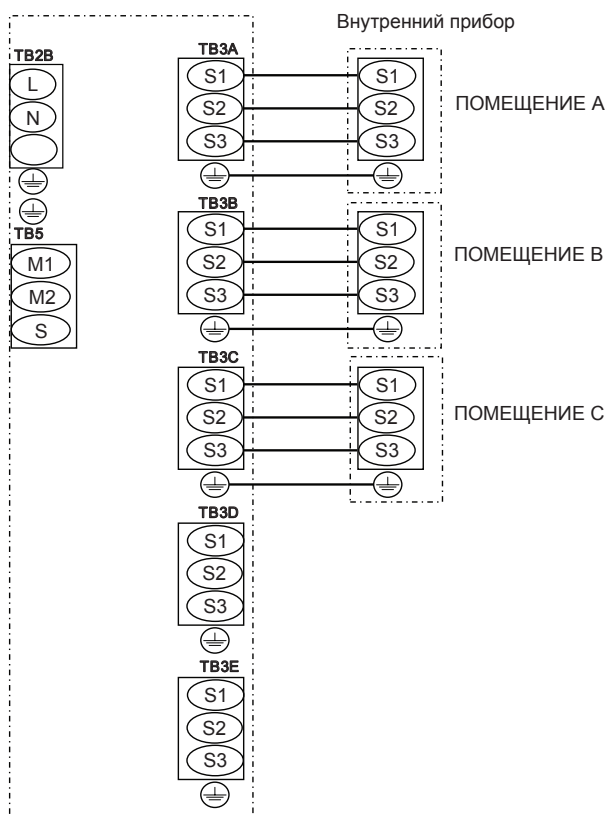 Внутренний прибор
TB2B
L
N
TB5
M1
M2
S
TB3A
S1
S2
S3
S1
S2
S3
ПОМЕЩЕНИЕ A
TB3B
S1
S2
S3
S1
S2
S3
ПОМЕЩЕНИЕ B
TB3C
S1
S2
S3
S1
S2
S3
ПОМЕЩЕНИЕ C
TB3D
S1
S2
S3
TB3E
S1
S2
S3